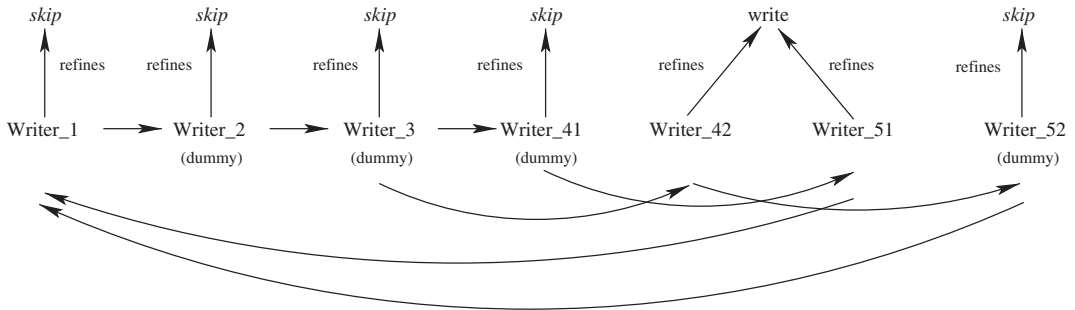 skip skip skip skip write skip
refines refines refines refines refines refines refines
Writer_1 Writer_2 Writer_3 Writer_41 Writer_42 Writer_51 Writer_52
(dummy) (dummy) (dummy) (dummy)